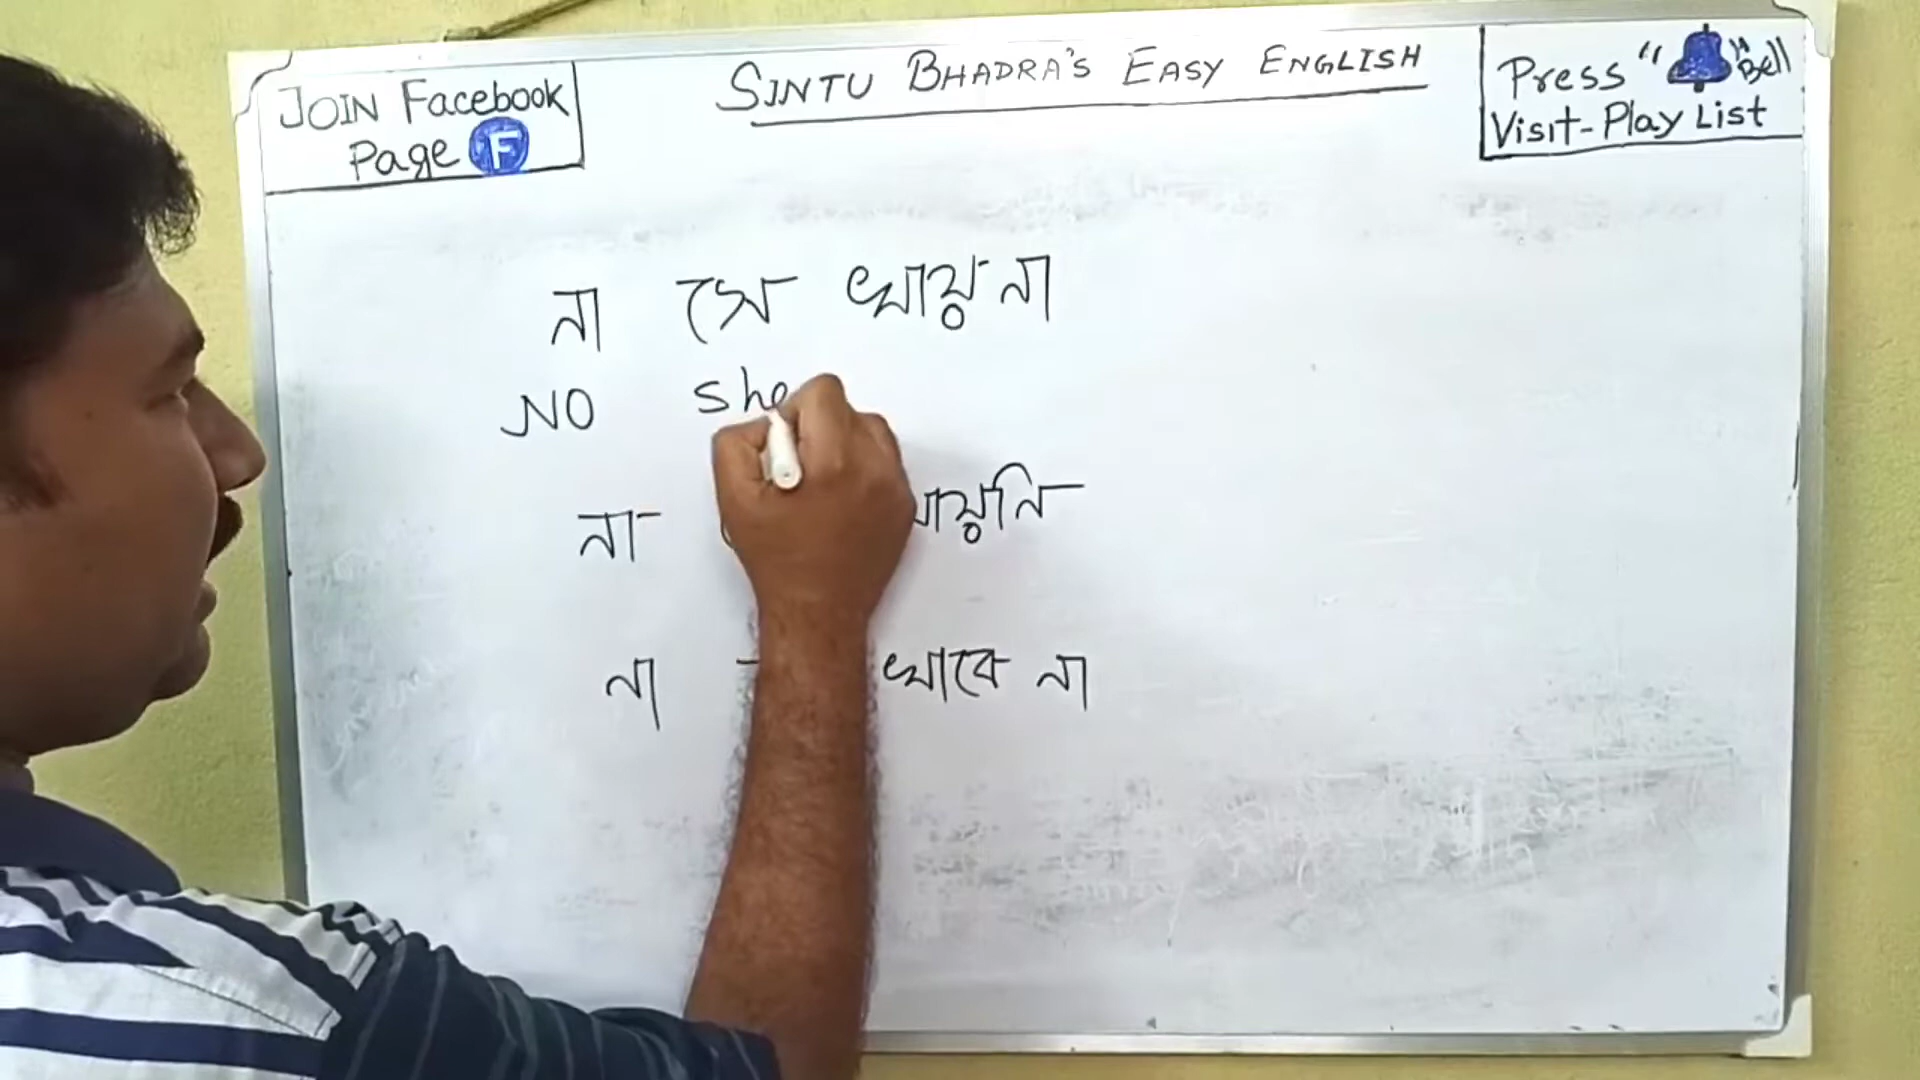 JOIN Facebook
Page F
SINTU BHADRA'S EASY ENGLISH
Press " " Bell
Visit-Play List
না সে খায় না
NO she
না খায়নি
না খাবে না